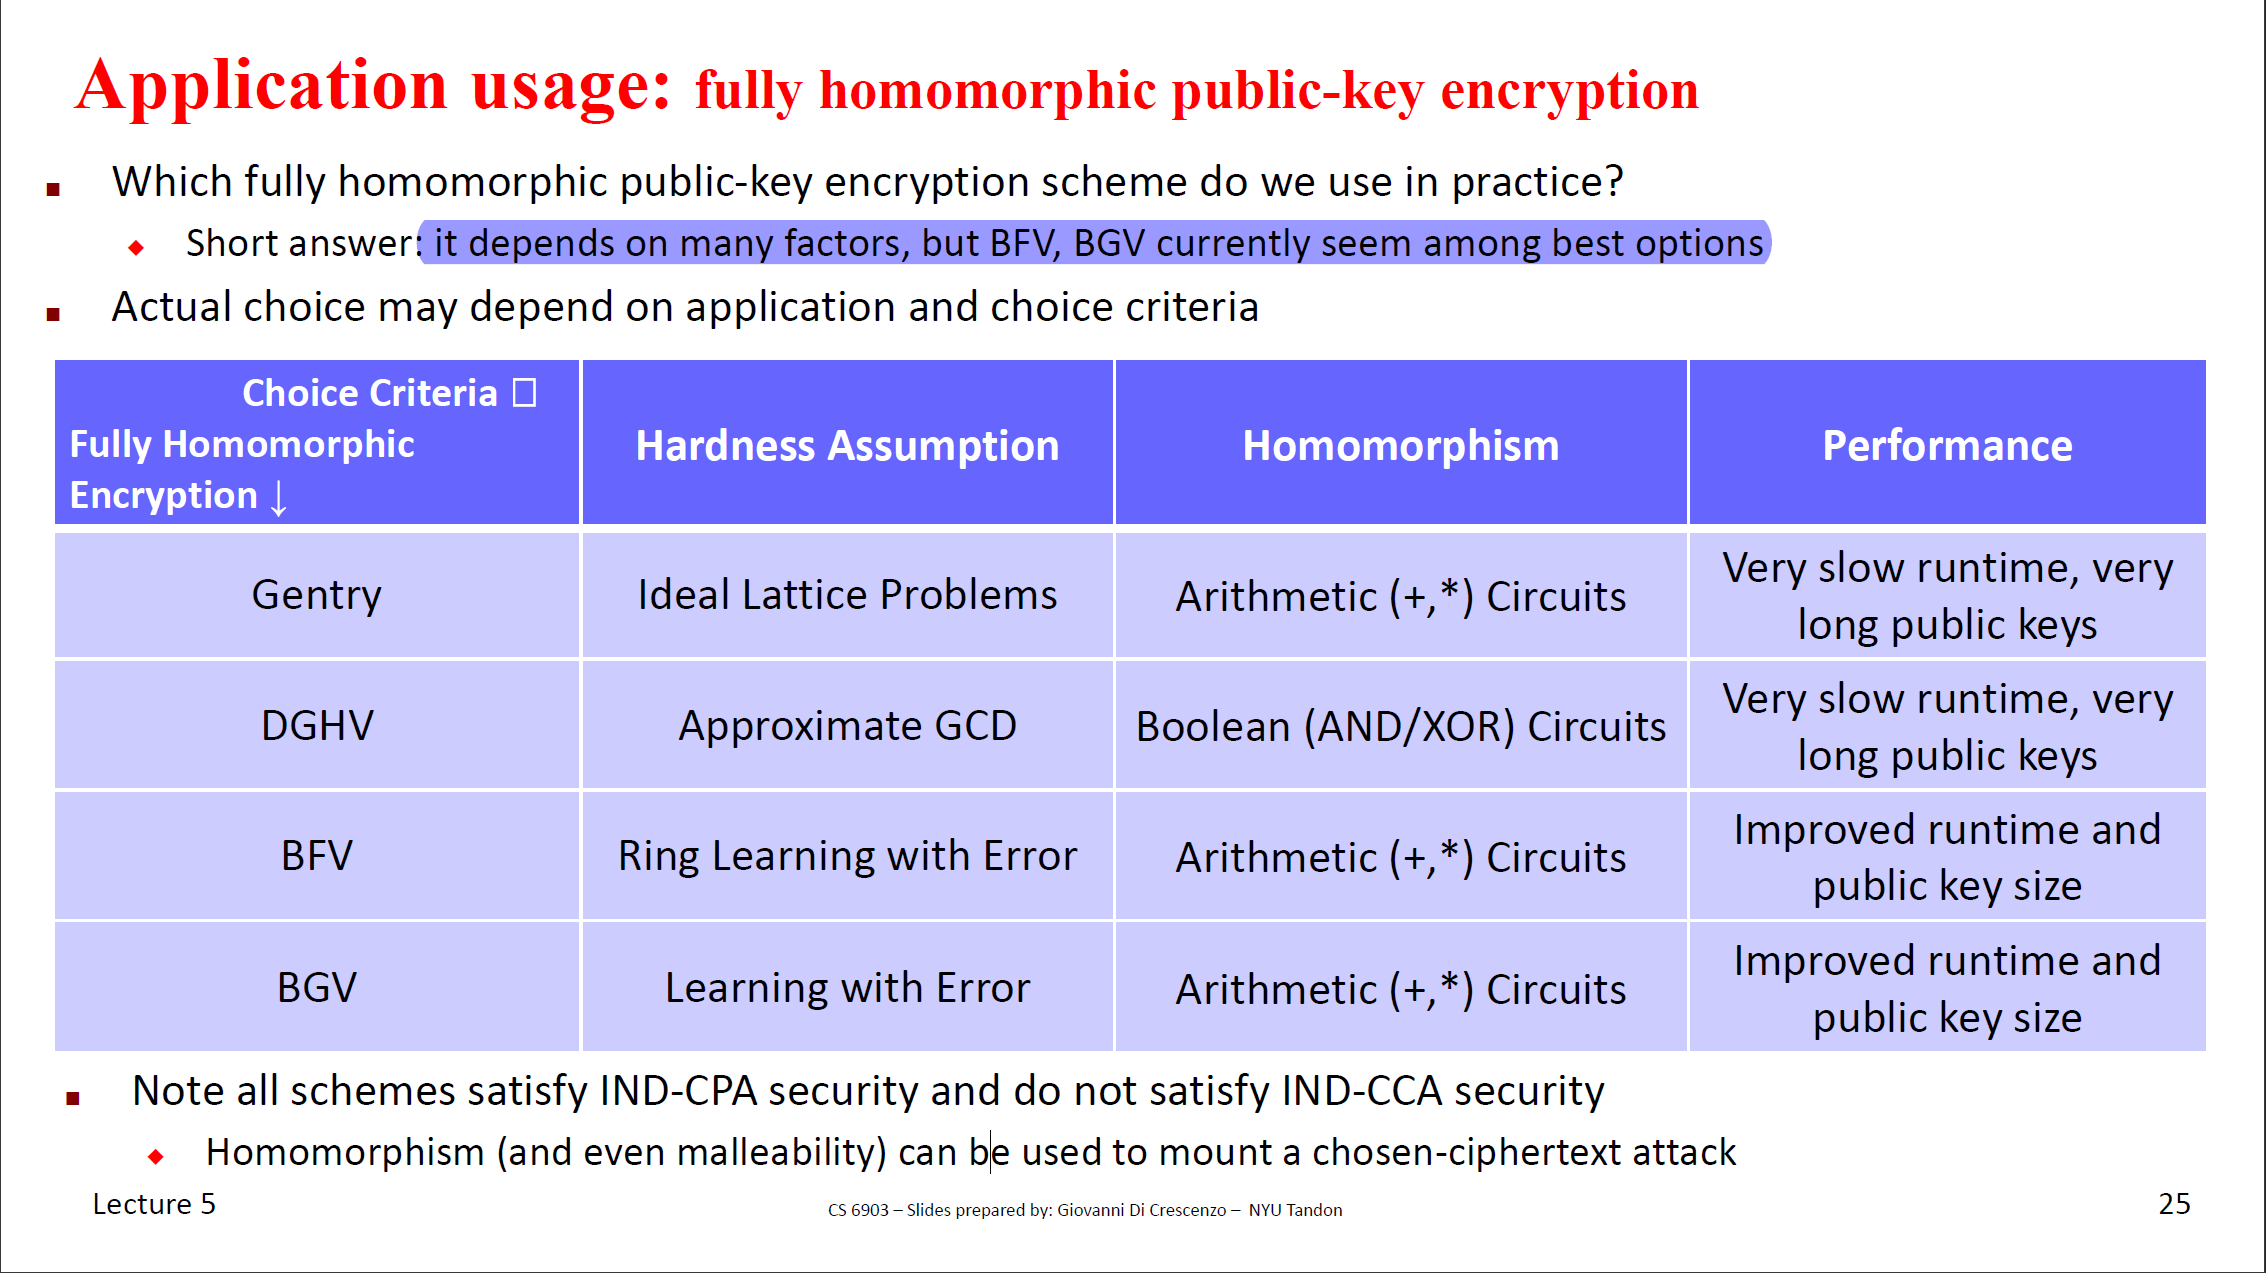 Application usage: fully homomorphic public-key encryption
■ Which fully homomorphic public-key encryption scheme do we use in practice?
◆ Short answer: it depends on many factors, but BFV, BGV currently seem among best options
■ Actual choice may depend on application and choice criteria
Choice Criteria □
Fully Homomorphic
Encryption ↓
Hardness Assumption
Homomorphism
Performance
Gentry
Ideal Lattice Problems
Arithmetic (+,*) Circuits
Very slow runtime, very
long public keys
DGHV
Approximate GCD
Boolean (AND/XOR) Circuits
Very slow runtime, very
long public keys
BFV
Ring Learning with Error
Arithmetic (+,*) Circuits
Improved runtime and
public key size
BGV
Learning with Error
Arithmetic (+,*) Circuits
Improved runtime and
public key size
■ Note all schemes satisfy IND-CPA security and do not satisfy IND-CCA security
◆ Homomorphism (and even malleability) can be used to mount a chosen-ciphertext attack
Lecture 5
CS 6903 – Slides prepared by: Giovanni Di Crescenzo – NYU Tandon
25